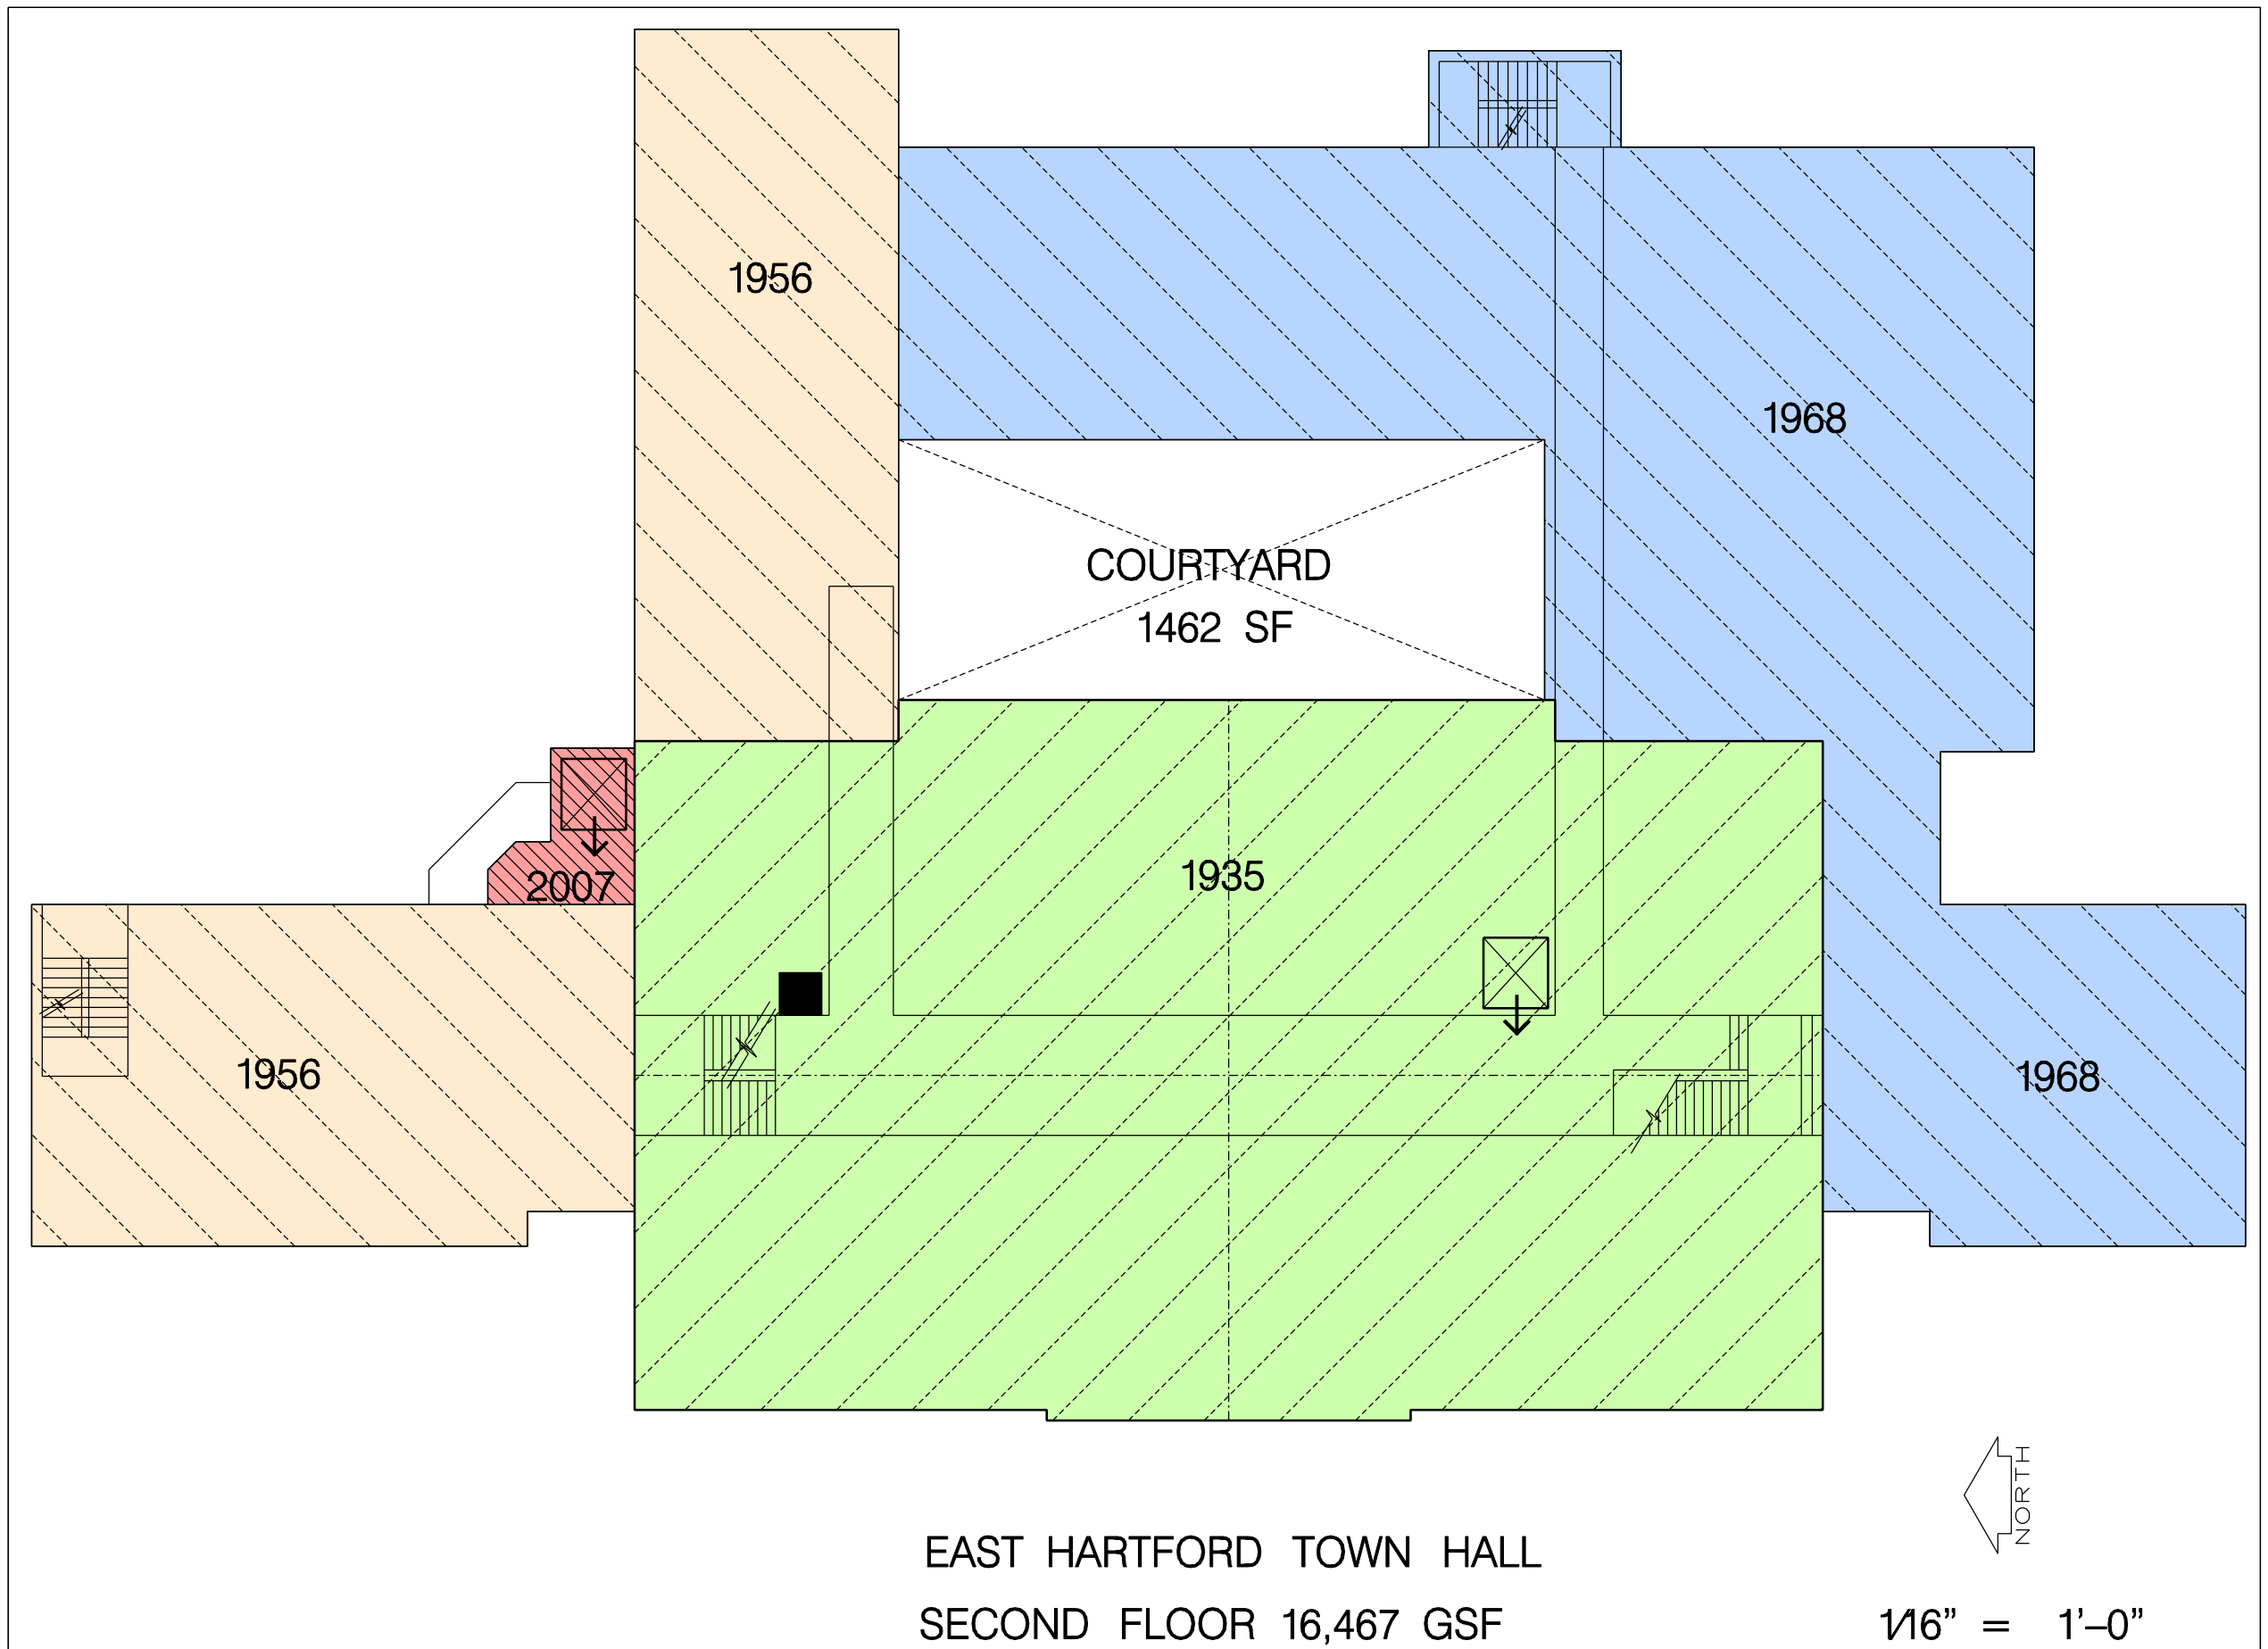 1956
1968
COURTYARD
1462 SF
1935
2007
1956
1968
NORTH
EAST HARTFORD TOWN HALL
SECOND FLOOR 16,467 GSF
1/16” = 1’–0”